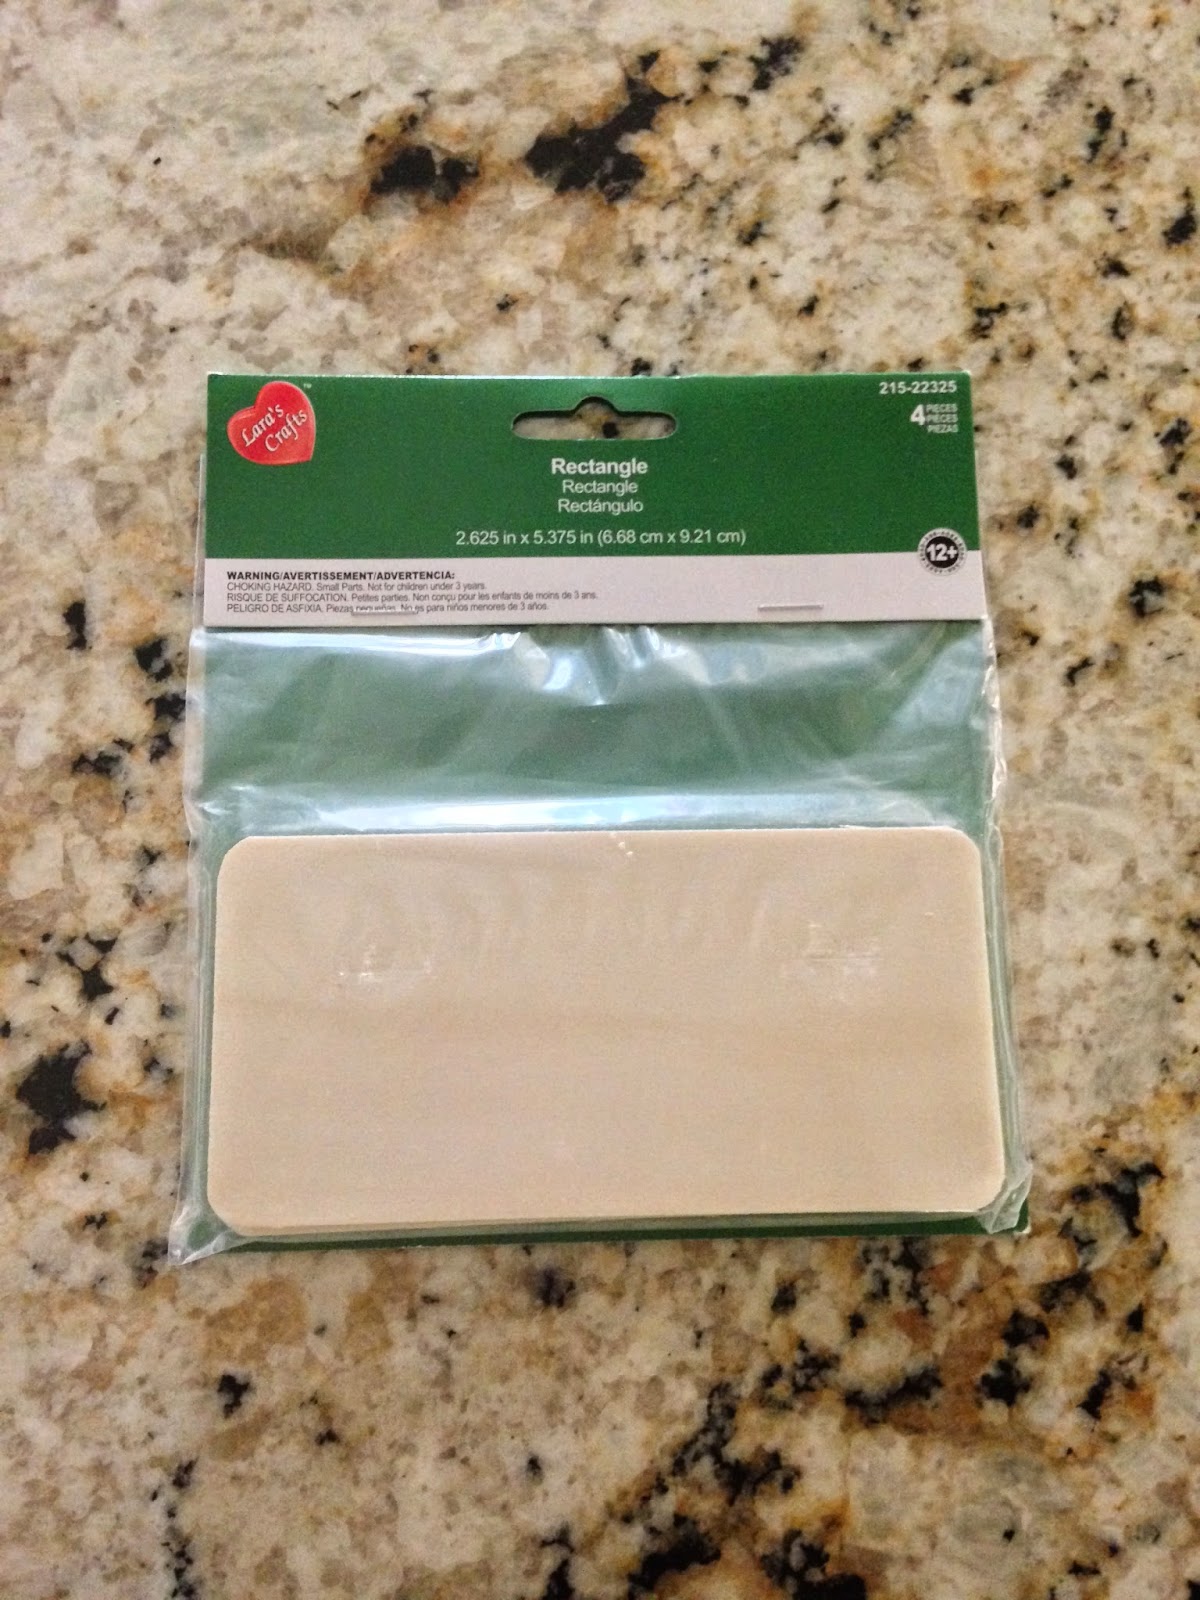 Lara's
Crafts
™
215-22325
4 PIECES
PIÈCES
PIEZAS
Rectangle
Rectangle
Rectángulo
2.625 in x 5.375 in (6.68 cm x 9.21 cm)
12+
WARNING/AVERTISSEMENT/ADVERTENCIA:
CHOKING HAZARD. Small Parts. Not for children under 3 years.
RISQUE DE SUFFOCATION. Petites parties. Non conçu pour les enfants de moins de 3 ans.
PELIGRO DE ASFIXIA. Piezas pequeñas. No es para niños menores de 3 años.